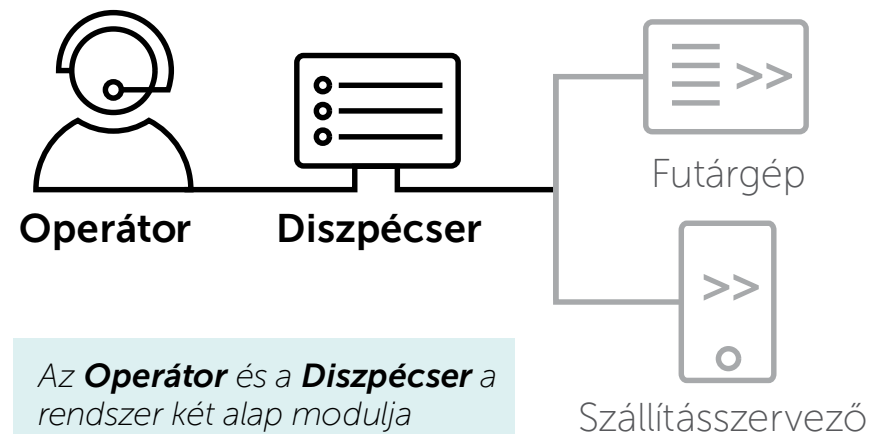 >>
Futárgép
Operátor
Diszpécser
>>
Az Operátor és a Diszpécser a
rendszer két alap modulja
Szállításszervező